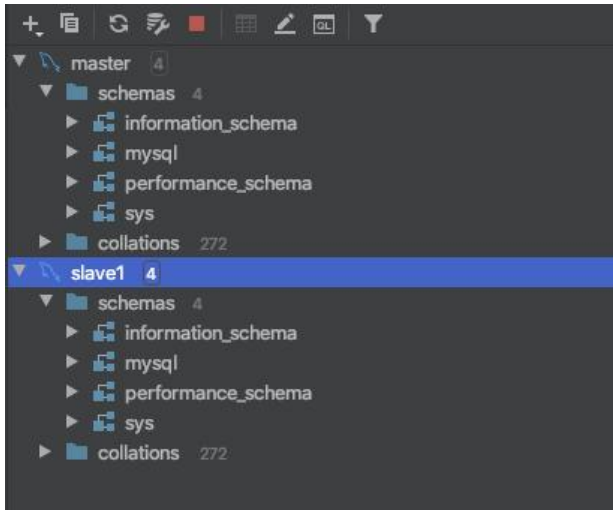 QL
master 4
schemas 4
information_schema
mysql
performance_schema
sys
collations 272
slave1 4
schemas 4
information_schema
mysql
performance_schema
sys
collations 272